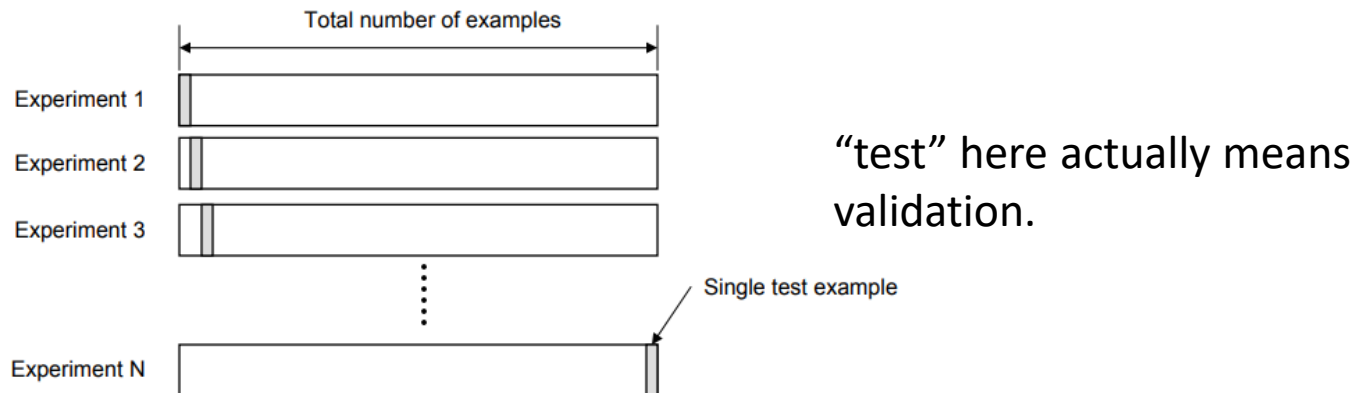 Total number of examples
Experiment 1
Experiment 2
Experiment 3
“test” here actually means
validation.
Single test example
Experiment N